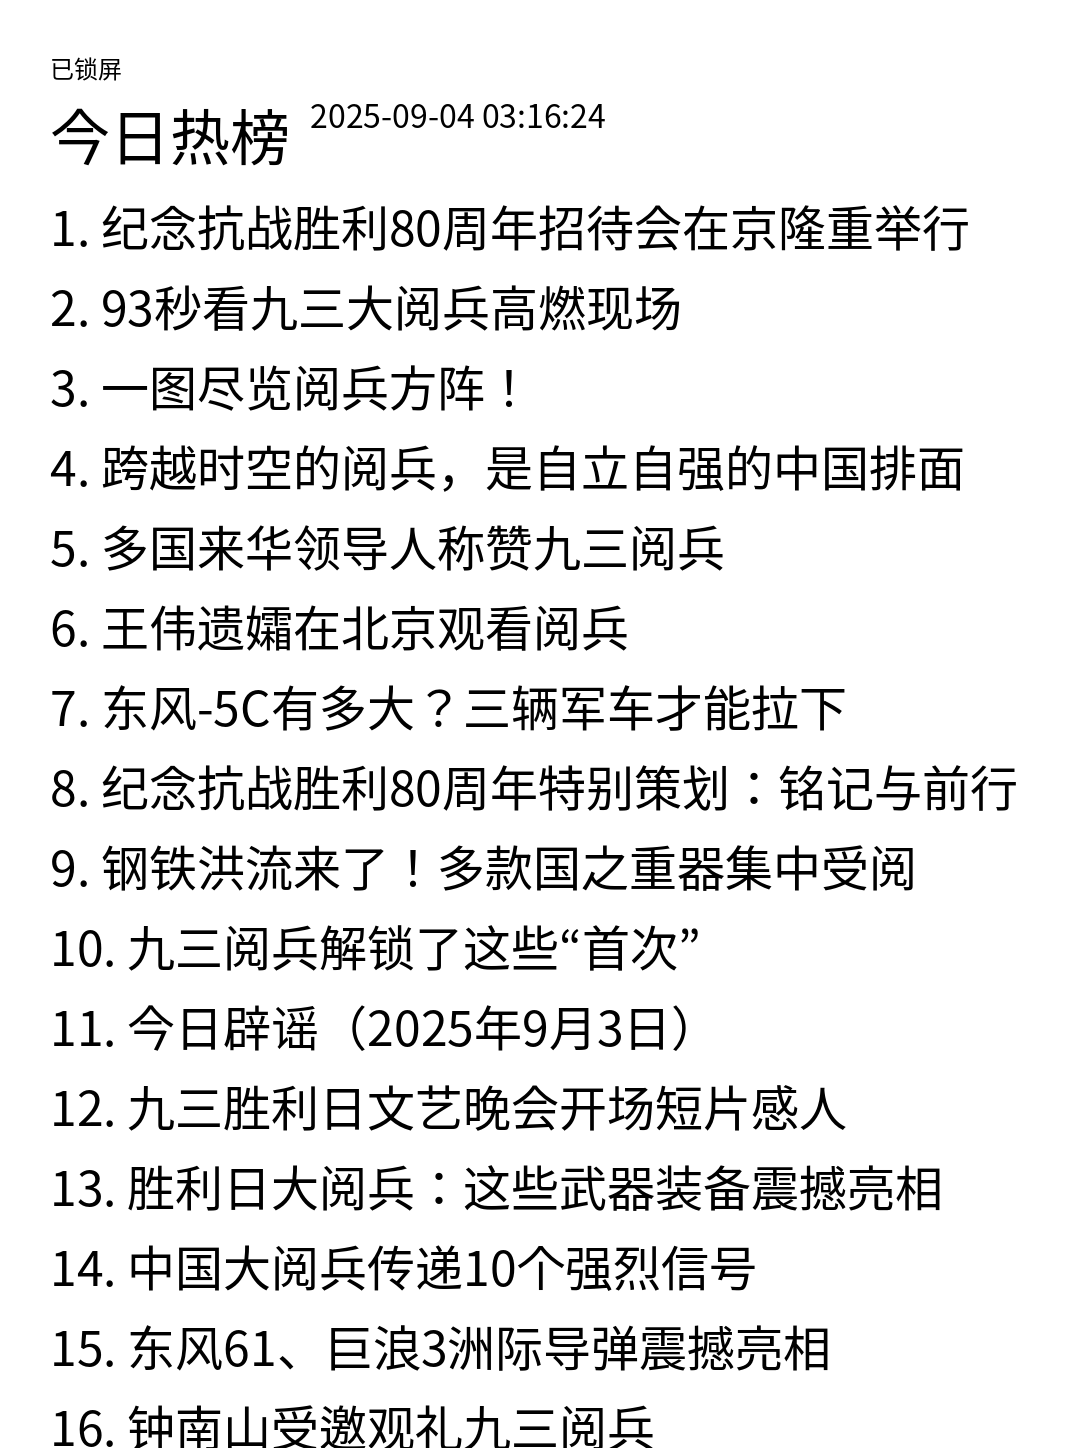 已锁屏
今日热榜 2025-09-04 03:16:24
1. 纪念抗战胜利80周年招待会在京隆重举行
2. 93秒看九三大阅兵高燃现场
3. 一图尽览阅兵方阵！
4. 跨越时空的阅兵，是自立自强的中国排面
5. 多国来华领导人称赞九三阅兵
6. 王伟遗孀在北京观看阅兵
7. 东风-5C有多大？三辆军车才能拉下
8. 纪念抗战胜利80周年特别策划：铭记与前行
9. 钢铁洪流来了！多款国之重器集中受阅
10. 九三阅兵解锁了这些“首次”
11. 今日辟谣（2025年9月3日）
12. 九三胜利日文艺晚会开场短片感人
13. 胜利日大阅兵：这些武器装备震撼亮相
14. 中国大阅兵传递10个强烈信号
15. 东风61、巨浪3洲际导弹震撼亮相
16. 钟南山受邀观礼九三阅兵